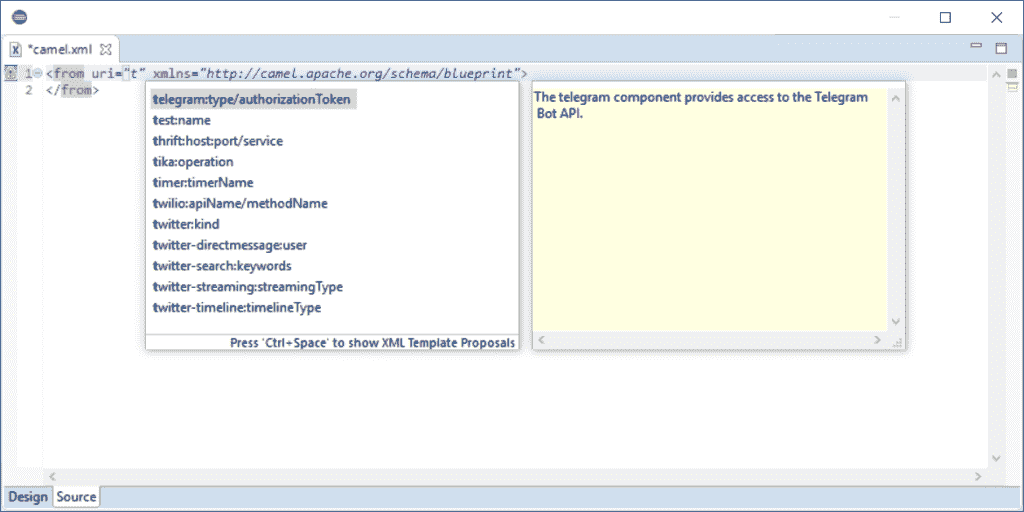 *camel.xml
1 <from uri="t" xmlns="http://camel.apache.org/schema/blueprint">
2 </from>
telegram:type/authorizationToken
test:name
thrift:host:port/service
tika:operation
timer:timerName
twilio:apiName/methodName
twitter:kind
twitter-directmessage:user
twitter-search:keywords
twitter-streaming:streamingType
twitter-timeline:timelineType
Press 'Ctrl+Space' to show XML Template Proposals
The telegram component provides access to the Telegram
Bot API.
Design Source